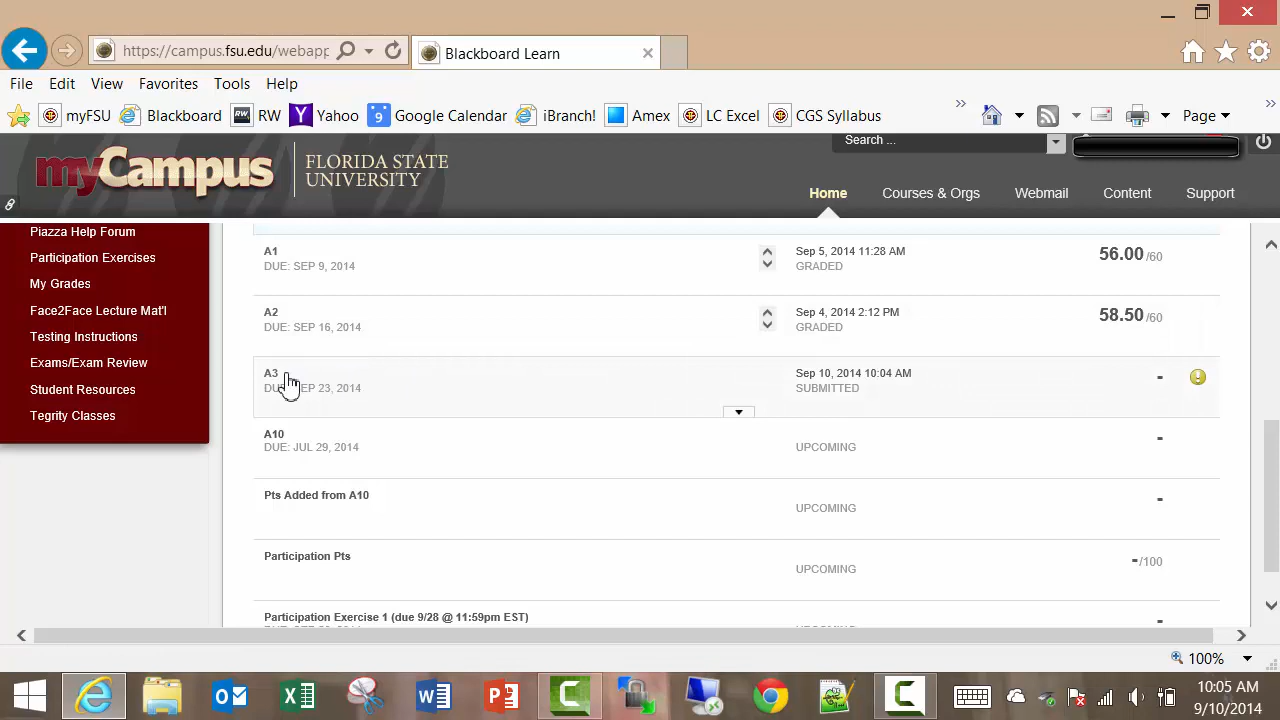 https://campus.fsu.edu/webapp
Blackboard Learn
File Edit View Favorites Tools Help
myFSU Blackboard RW RW Yahoo 9 Google Calendar iBranch! Amex LC Excel CGS Syllabus Page
myCampus FLORIDA STATE
UNIVERSITY
Search ...
Home Courses & Orgs Webmail Content Support
Piazza Help Forum
Participation Exercises
My Grades
Face2Face Lecture Mat'l
Testing Instructions
Exams/Exam Review
Student Resources
Tegrity Classes
A1 Sep 5, 2014 11:28 AM 56.00 /60
DUE: SEP 9, 2014 GRADED
A2 Sep 4, 2014 2:12 PM 58.50 /60
DUE: SEP 16, 2014 GRADED
A3 Sep 10, 2014 10:04 AM -
SEP 23, 2014 SUBMITTED
A10 -
DUE: JUL 29, 2014 UPCOMING
Pts Added from A10 -
UPCOMING
Participation Pts -/100
UPCOMING
Participation Exercise 1 (due 9/28 @ 11:59pm EST) -
100%
10:05 AM
9/10/2014